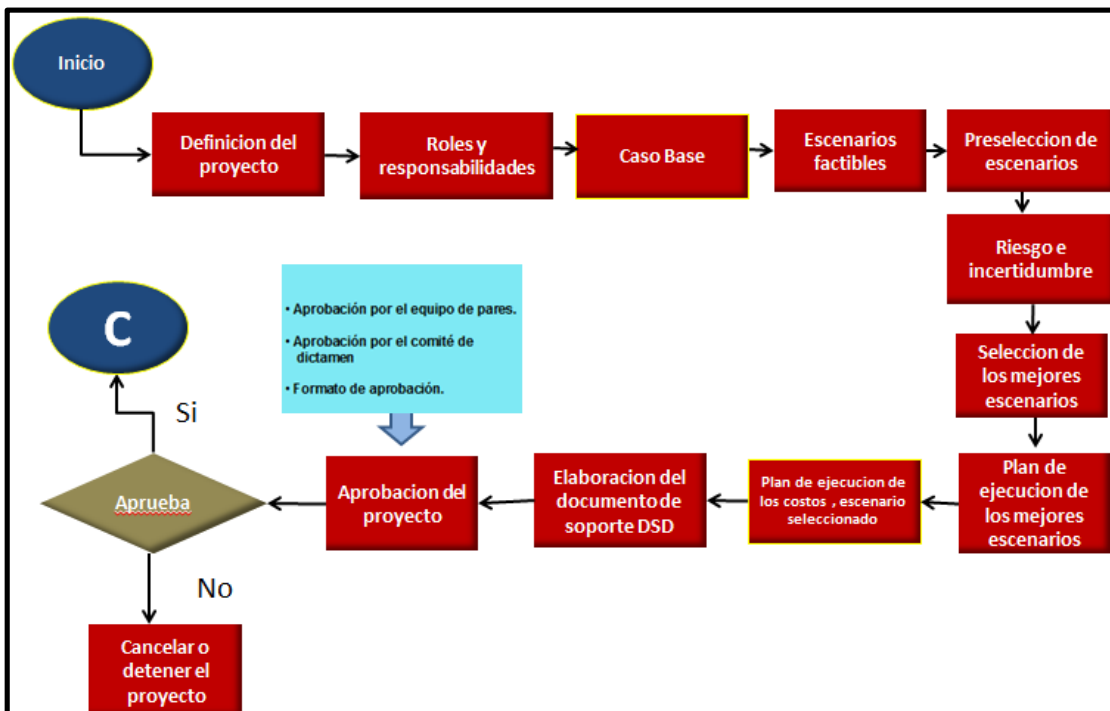 Inicio
Definicion del
proyecto
Roles y
responsabilidades
Caso Base
Escenarios
factibles
Preseleccion de
escenarios
Riesgo e
incertidumbre
Seleccion de
los mejores
escenarios
Plan de
ejecucion de
los mejores
escenarios
Plan de ejecucion de
los costos , escenario
seleccionado
Elaboracion del
documento de
soporte DSD
• Aprobación por el equipo de pares.
• Aprobación por el comité de
dictamen
• Formato de aprobación.
Aprobacion del
proyecto
Aprueba
Si
C
No
Cancelar o
detener el
proyecto